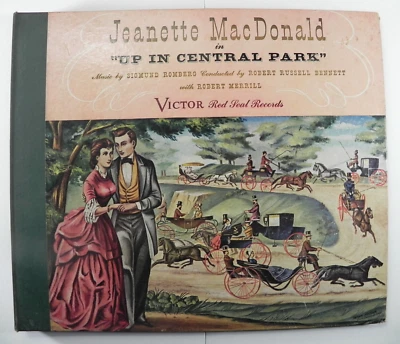 Jeanette MacDonald
in
"UP IN CENTRAL PARK"
Music by SIGMUND ROMBERG Conducted by ROBERT RUSSELL BENNETT
with ROBERT MERRILL
VICTOR Red Seal Records